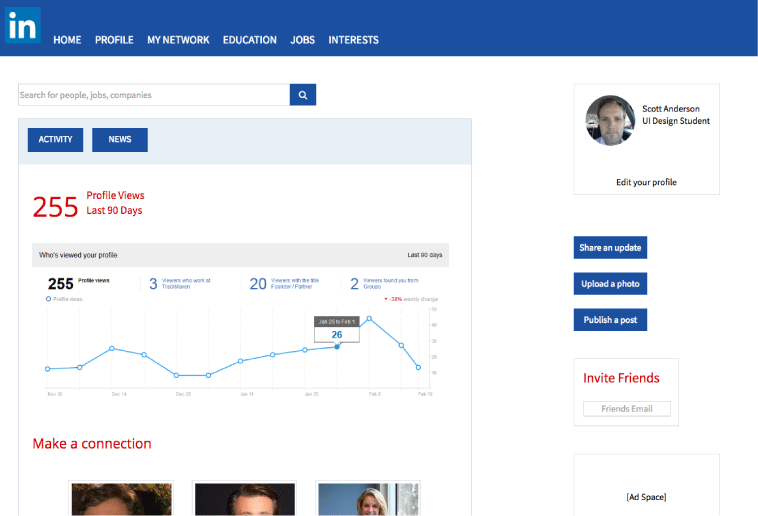 in
HOME PROFILE MY NETWORK EDUCATION JOBS INTERESTS
Search for people, jobs, companies
ACTIVITY NEWS
255 Profile Views
Last 90 Days
Who's viewed your profile Last 90 days
255 Profile views
3 Viewers who work at
TrackMaven
20 Viewers with the title
Founder / Partner
2 Viewers found you from
Groups
Profile views
-38% weekly change
Jan 25 to Feb 1
26
50
40
30
20
10
Nov 30 Dec 14 Dec 28 Jan 11 Jan 25 Feb 8 Feb 16
Make a connection
Scott Anderson
UI Design Student
Edit your profile
Share an update
Upload a photo
Publish a post
Invite Friends
Friends Email
[Ad Space]